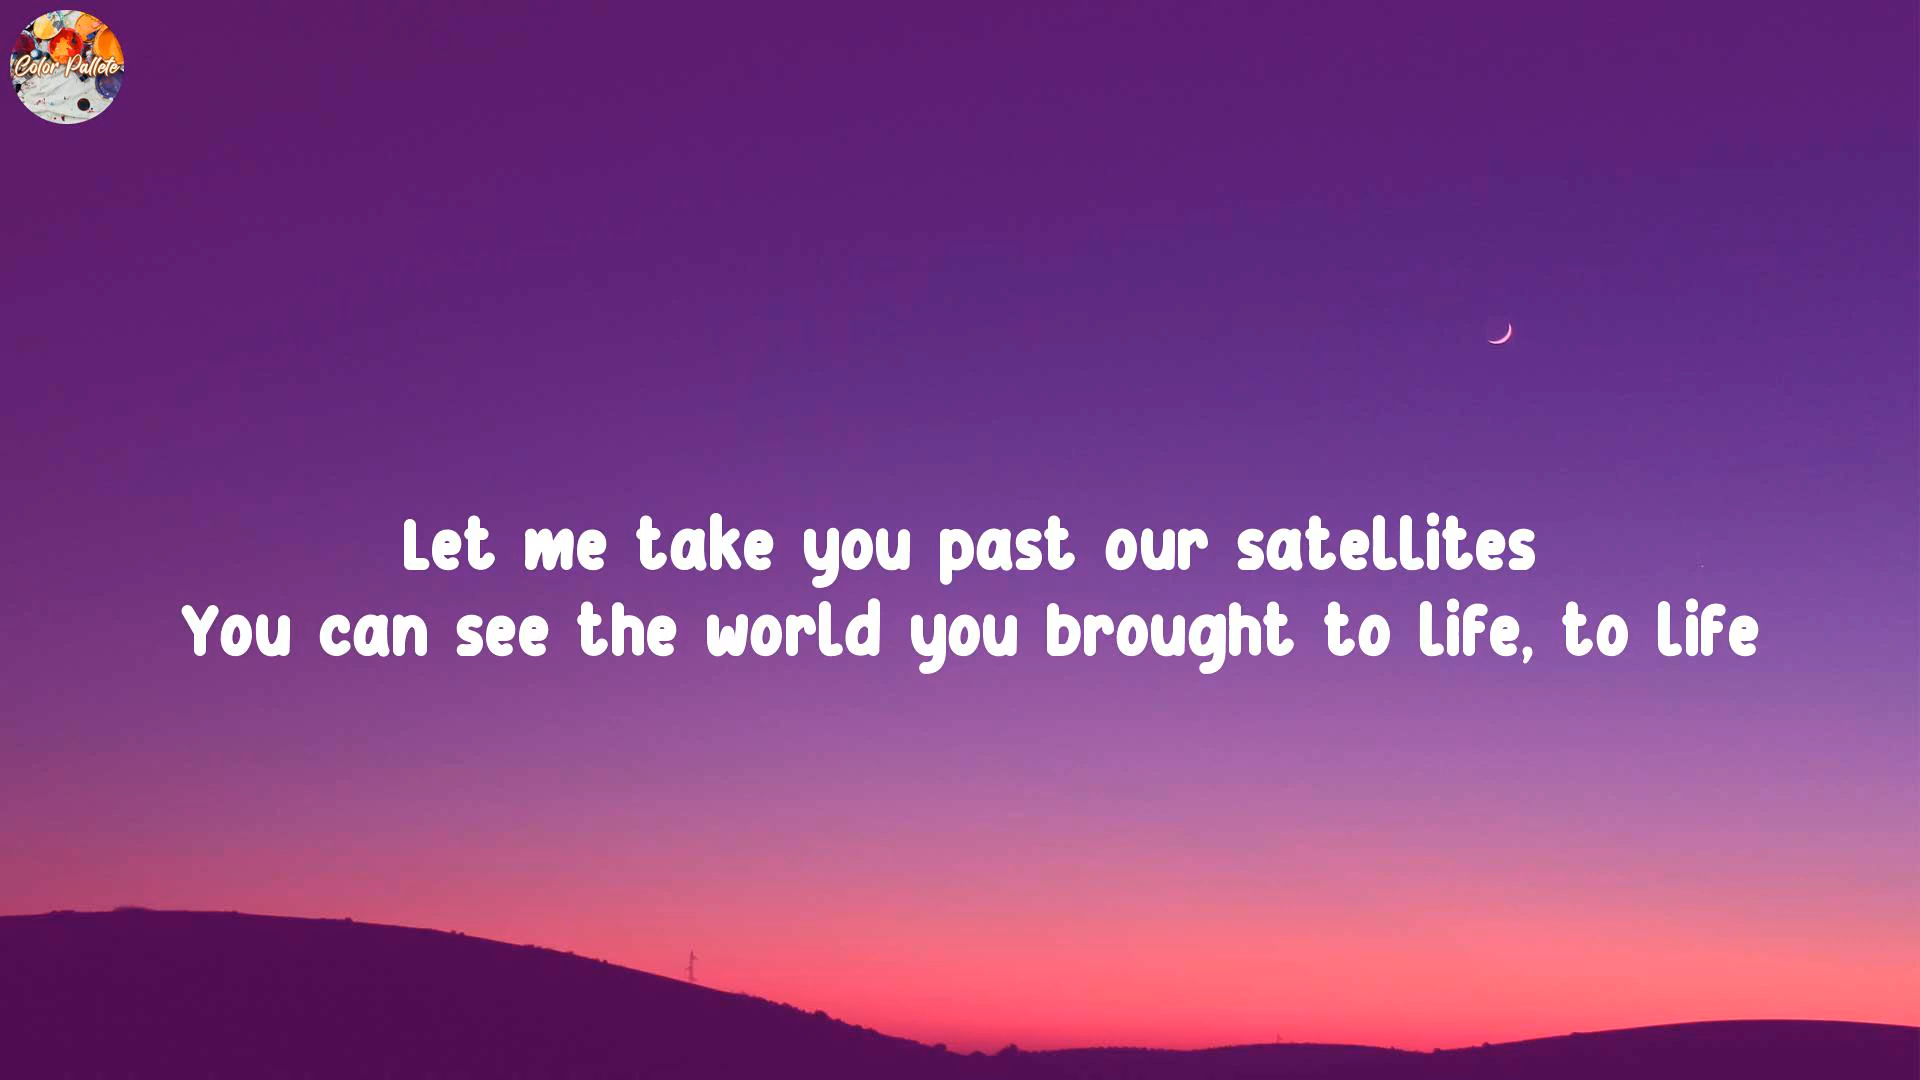 Color Pallete
Let me take you past our satellites
You can see the world you brought to life, to life